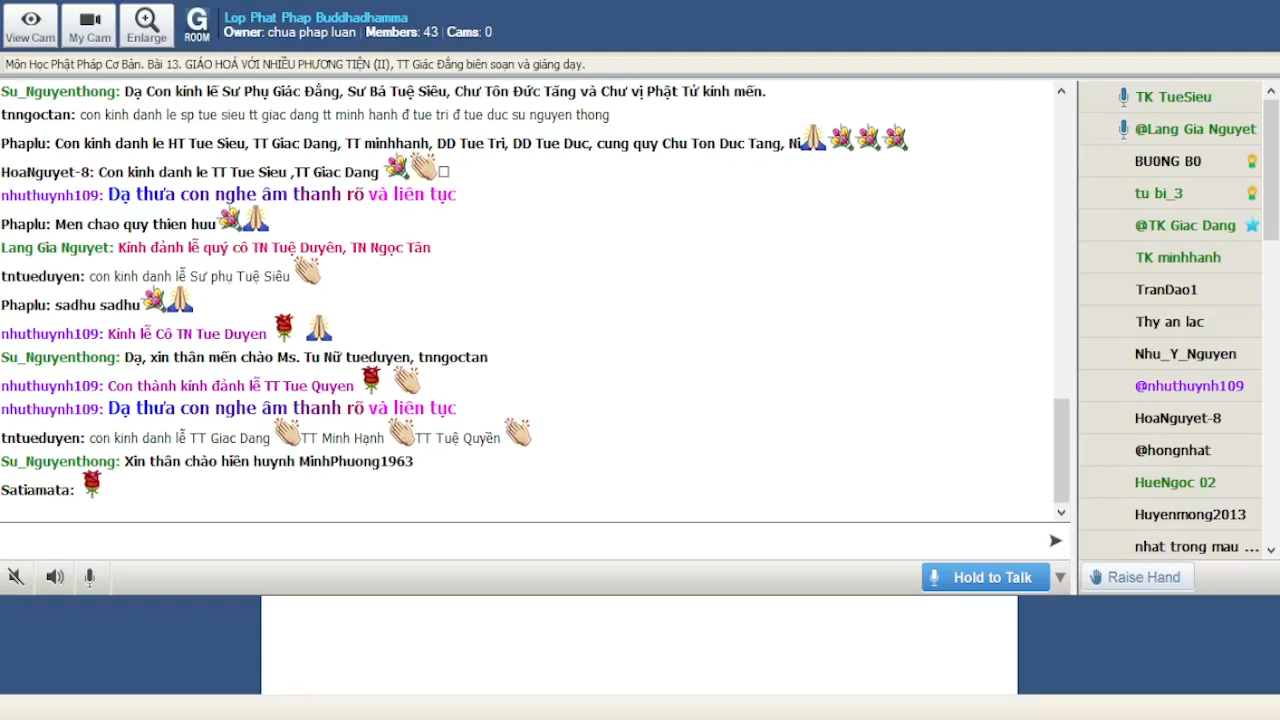 View Cam
My Cam
Enlarge
G ROOM
Lop Phat Phap Buddhadhamma
Owner: chua phap luan | Members: 43 | Cams: 0
Môn Học Phật Pháp Cơ Bản. Bài 13. GIÁO HOÁ VỚI NHIỀU PHƯƠNG TIỆN (II), TT Giác Đẳng biên soạn và giảng dạy.
Su_Nguyenthong: Dạ Con kính lễ Sư Phụ Giác Đẳng, Sư Bá Tuệ Siêu, Chư Tôn Đức Tăng và Chư vị Phật Tử kính mến.
tnngoctan: con kinh danh le sp tue sieu tt giac dang tt minh hanh đ tue tri đ tue duc su nguyen thong
Phaplu: Con kinh danh le HT Tue Sieu, TT Giac Dang, TT minhhanh, DD Tue Tri, DD Tue Duc, cung quy Chu Ton Duc Tang, Ni
HoaNguyet-8: Con kinh danh le TT Tue Sieu ,TT Giac Dang
nhuthuynh109: Dạ thưa con nghe âm thanh rõ và liên tục
Phaplu: Men chao quy thien huu
Lang Gia Nguyet: Kính đảnh lễ quý cô TN Tuệ Duyên, TN Ngọc Tân
tntueduyen: con kinh danh lễ Sư phụ Tuệ Siêu
Phaplu: sadhu sadhu
nhuthuynh109: Kính lễ Cô TN Tue Duyen
Su_Nguyenthong: Dạ, xin thân mến chào Ms. Tu Nữ tueduyen, tnngoctan
nhuthuynh109: Con thành kính đảnh lễ TT Tue Quyen
nhuthuynh109: Dạ thưa con nghe âm thanh rõ và liên tục
tntueduyen: con kinh danh lễ TT Giac Dang TT Minh Hạnh TT Tuệ Quyền
Su_Nguyenthong: Xin thân chào hiền huynh MinhPhuong1963
Satiamata:
TK TueSieu
@Lang Gia Nguyet
BU0NG B0
tu bi_3
@TK Giac Dang
TK minhhanh
TranDao1
Thy an lac
Nhu_Y_Nguyen
@nhuthuynh109
HoaNguyet-8
@hongnhat
HueNgoc 02
Huyenmong2013
nhat trong mau ...
Hold to Talk
Raise Hand